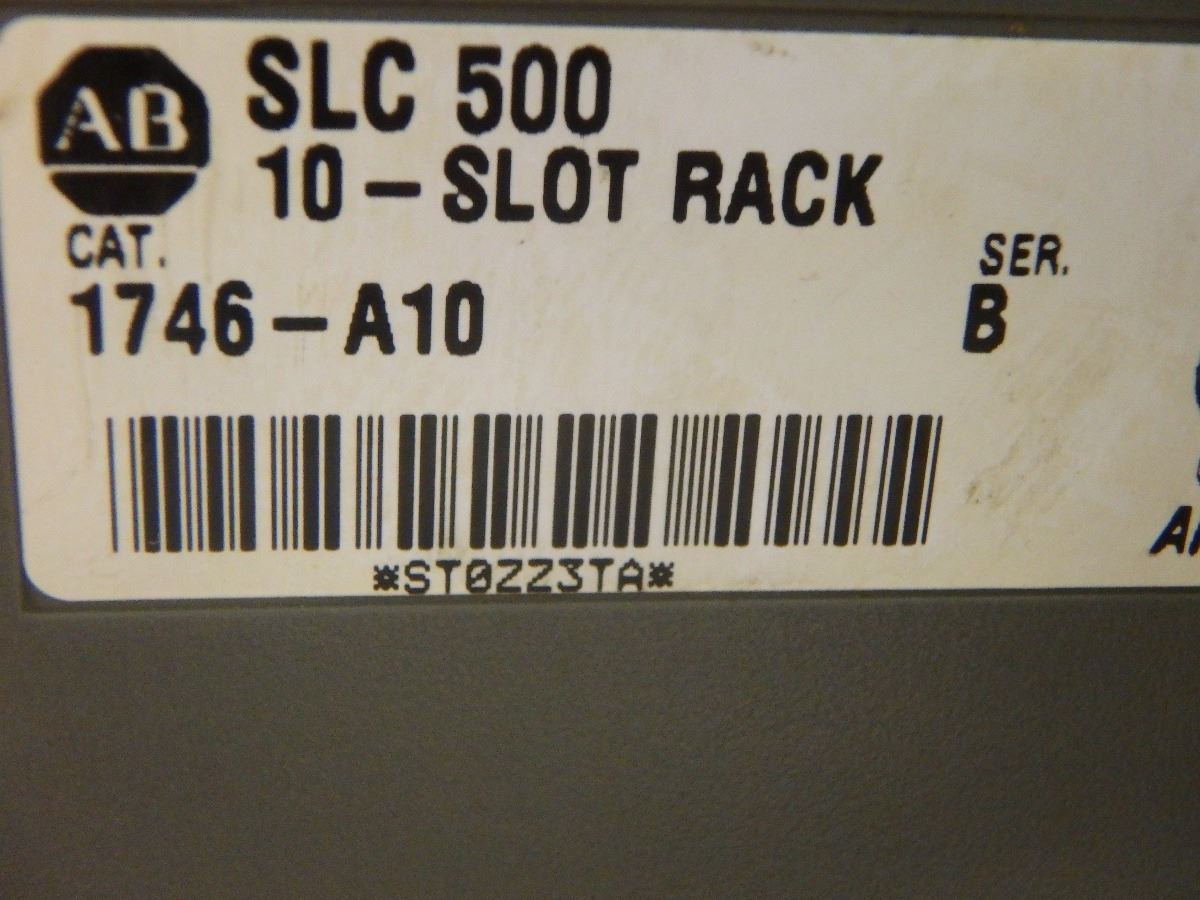 AB
SLC 500
10-SLOT RACK
CAT.
SER.
1746-A10
B
*ST0ZZ3TA*